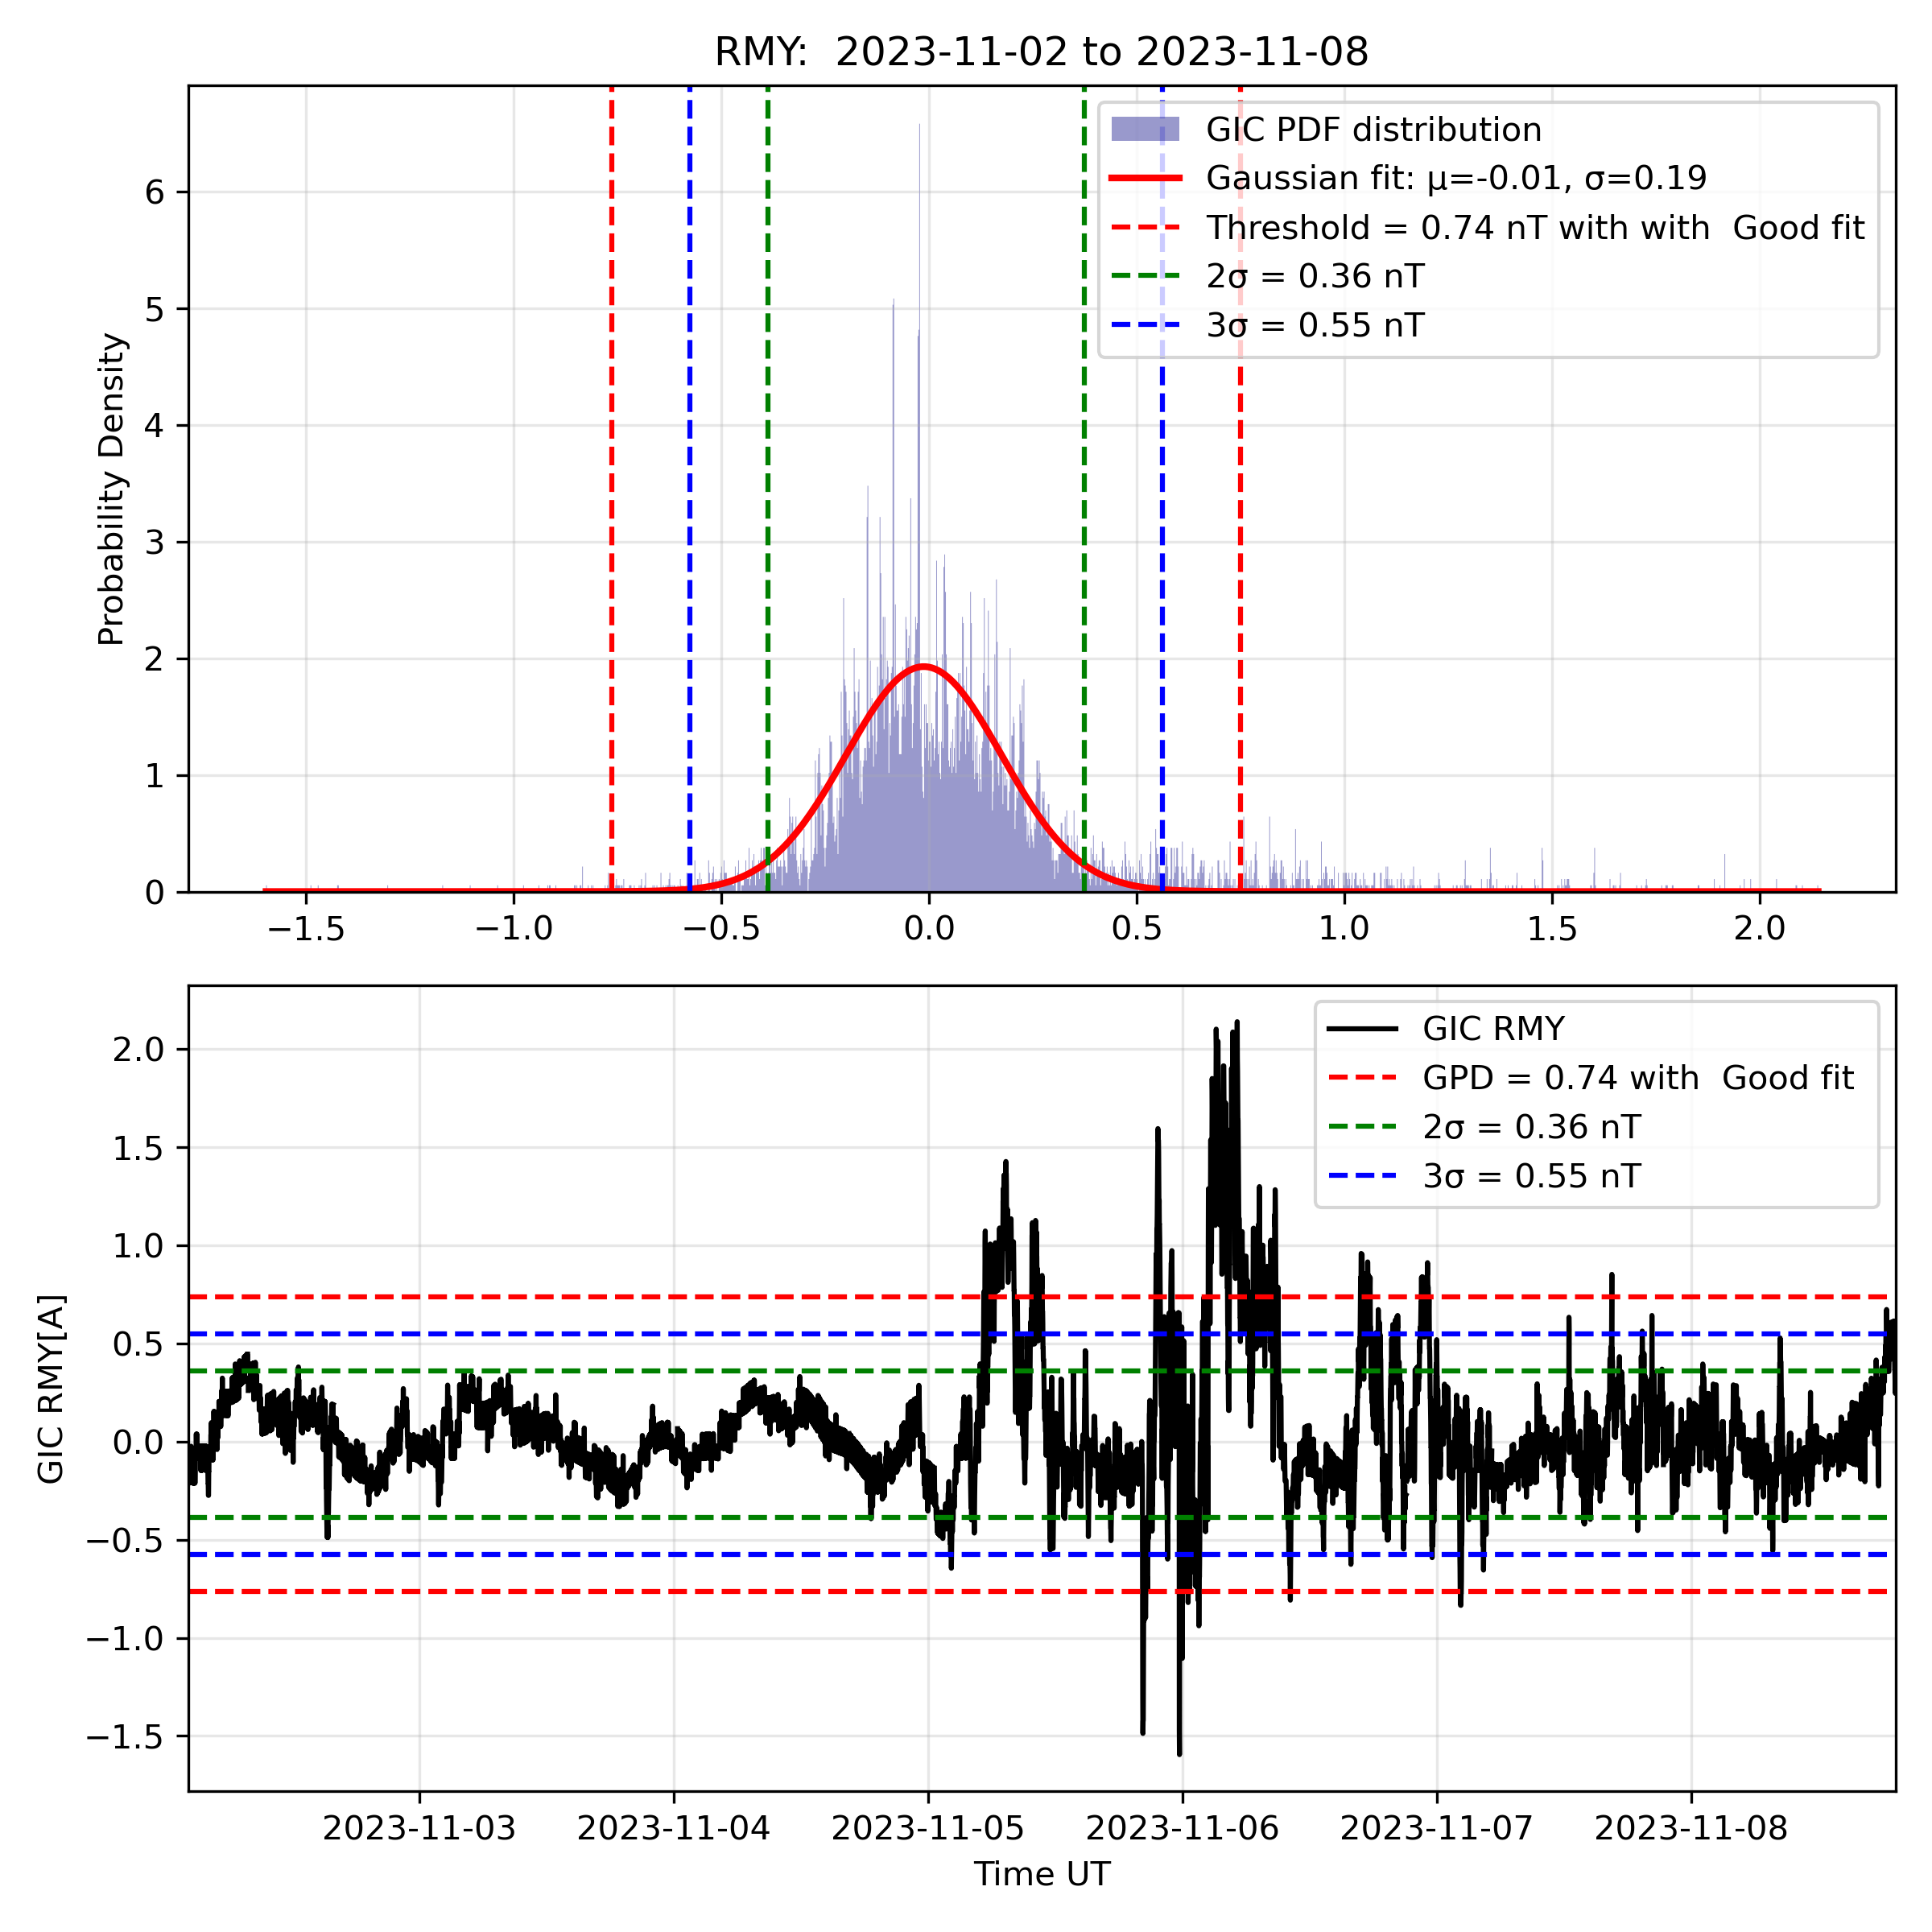 RMY:  2023-11-02 to 2023-11-08
Probability Density
6
5
4
3
2
1
0
GIC PDF distribution
Gaussian fit: μ=-0.01, σ=0.19
Threshold = 0.74 nT with with  Good fit
2σ = 0.36 nT
3σ = 0.55 nT
−1.5 −1.0 −0.5 0.0 0.5 1.0 1.5 2.0
GIC RMY[A]
2.0
1.5
1.0
0.5
0.0
−0.5
−1.0
−1.5
GIC RMY
GPD = 0.74 with  Good fit
2σ = 0.36 nT
3σ = 0.55 nT
2023-11-03 2023-11-04 2023-11-05 2023-11-06 2023-11-07 2023-11-08
Time UT